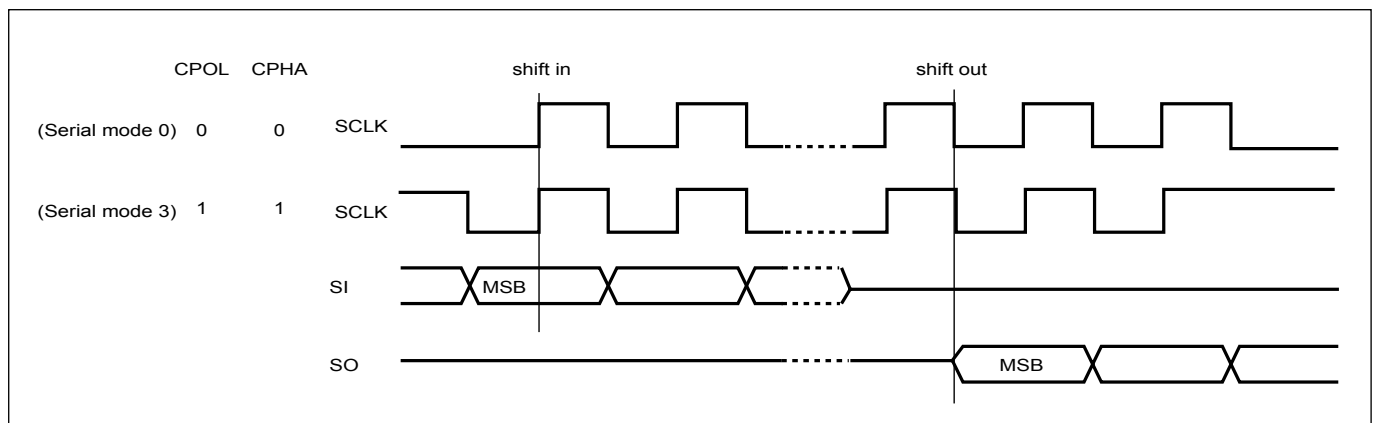 CPOL CPHA shift in shift out
(Serial mode 0) 0 0 SCLK
(Serial mode 3) 1 1 SCLK
SI MSB
SO MSB